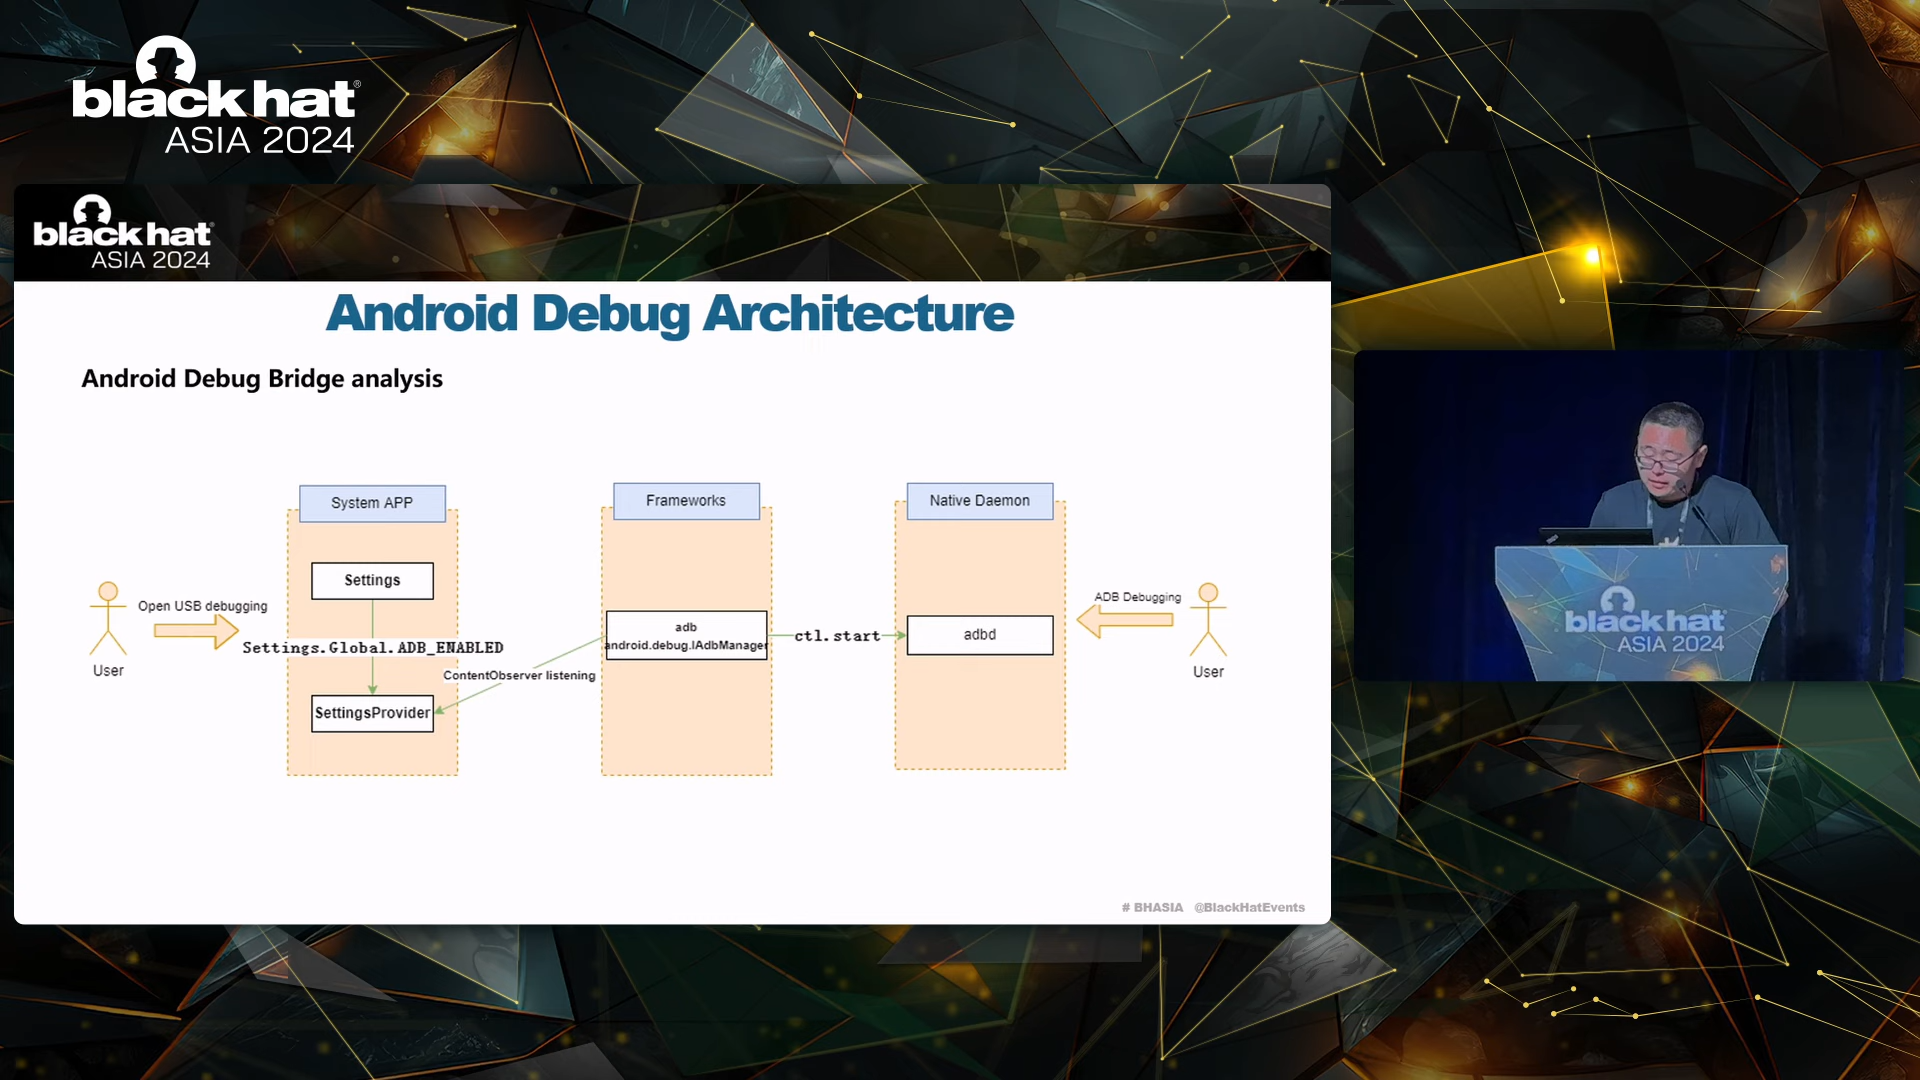 black hat®
ASIA 2024
black hat
ASIA 2024
Android Debug Architecture
Android Debug Bridge analysis
System APP
Frameworks
Native Daemon
Settings
Open USB debugging
ADB Debugging
adb
android.debug.IAdbManager
ctl.start
adbd
Settings.Global.ADB_ENABLED
User
ContentObserver listening
User
SettingsProvider
# BHASIA @BlackHatEvents
black hat
ASIA 2024